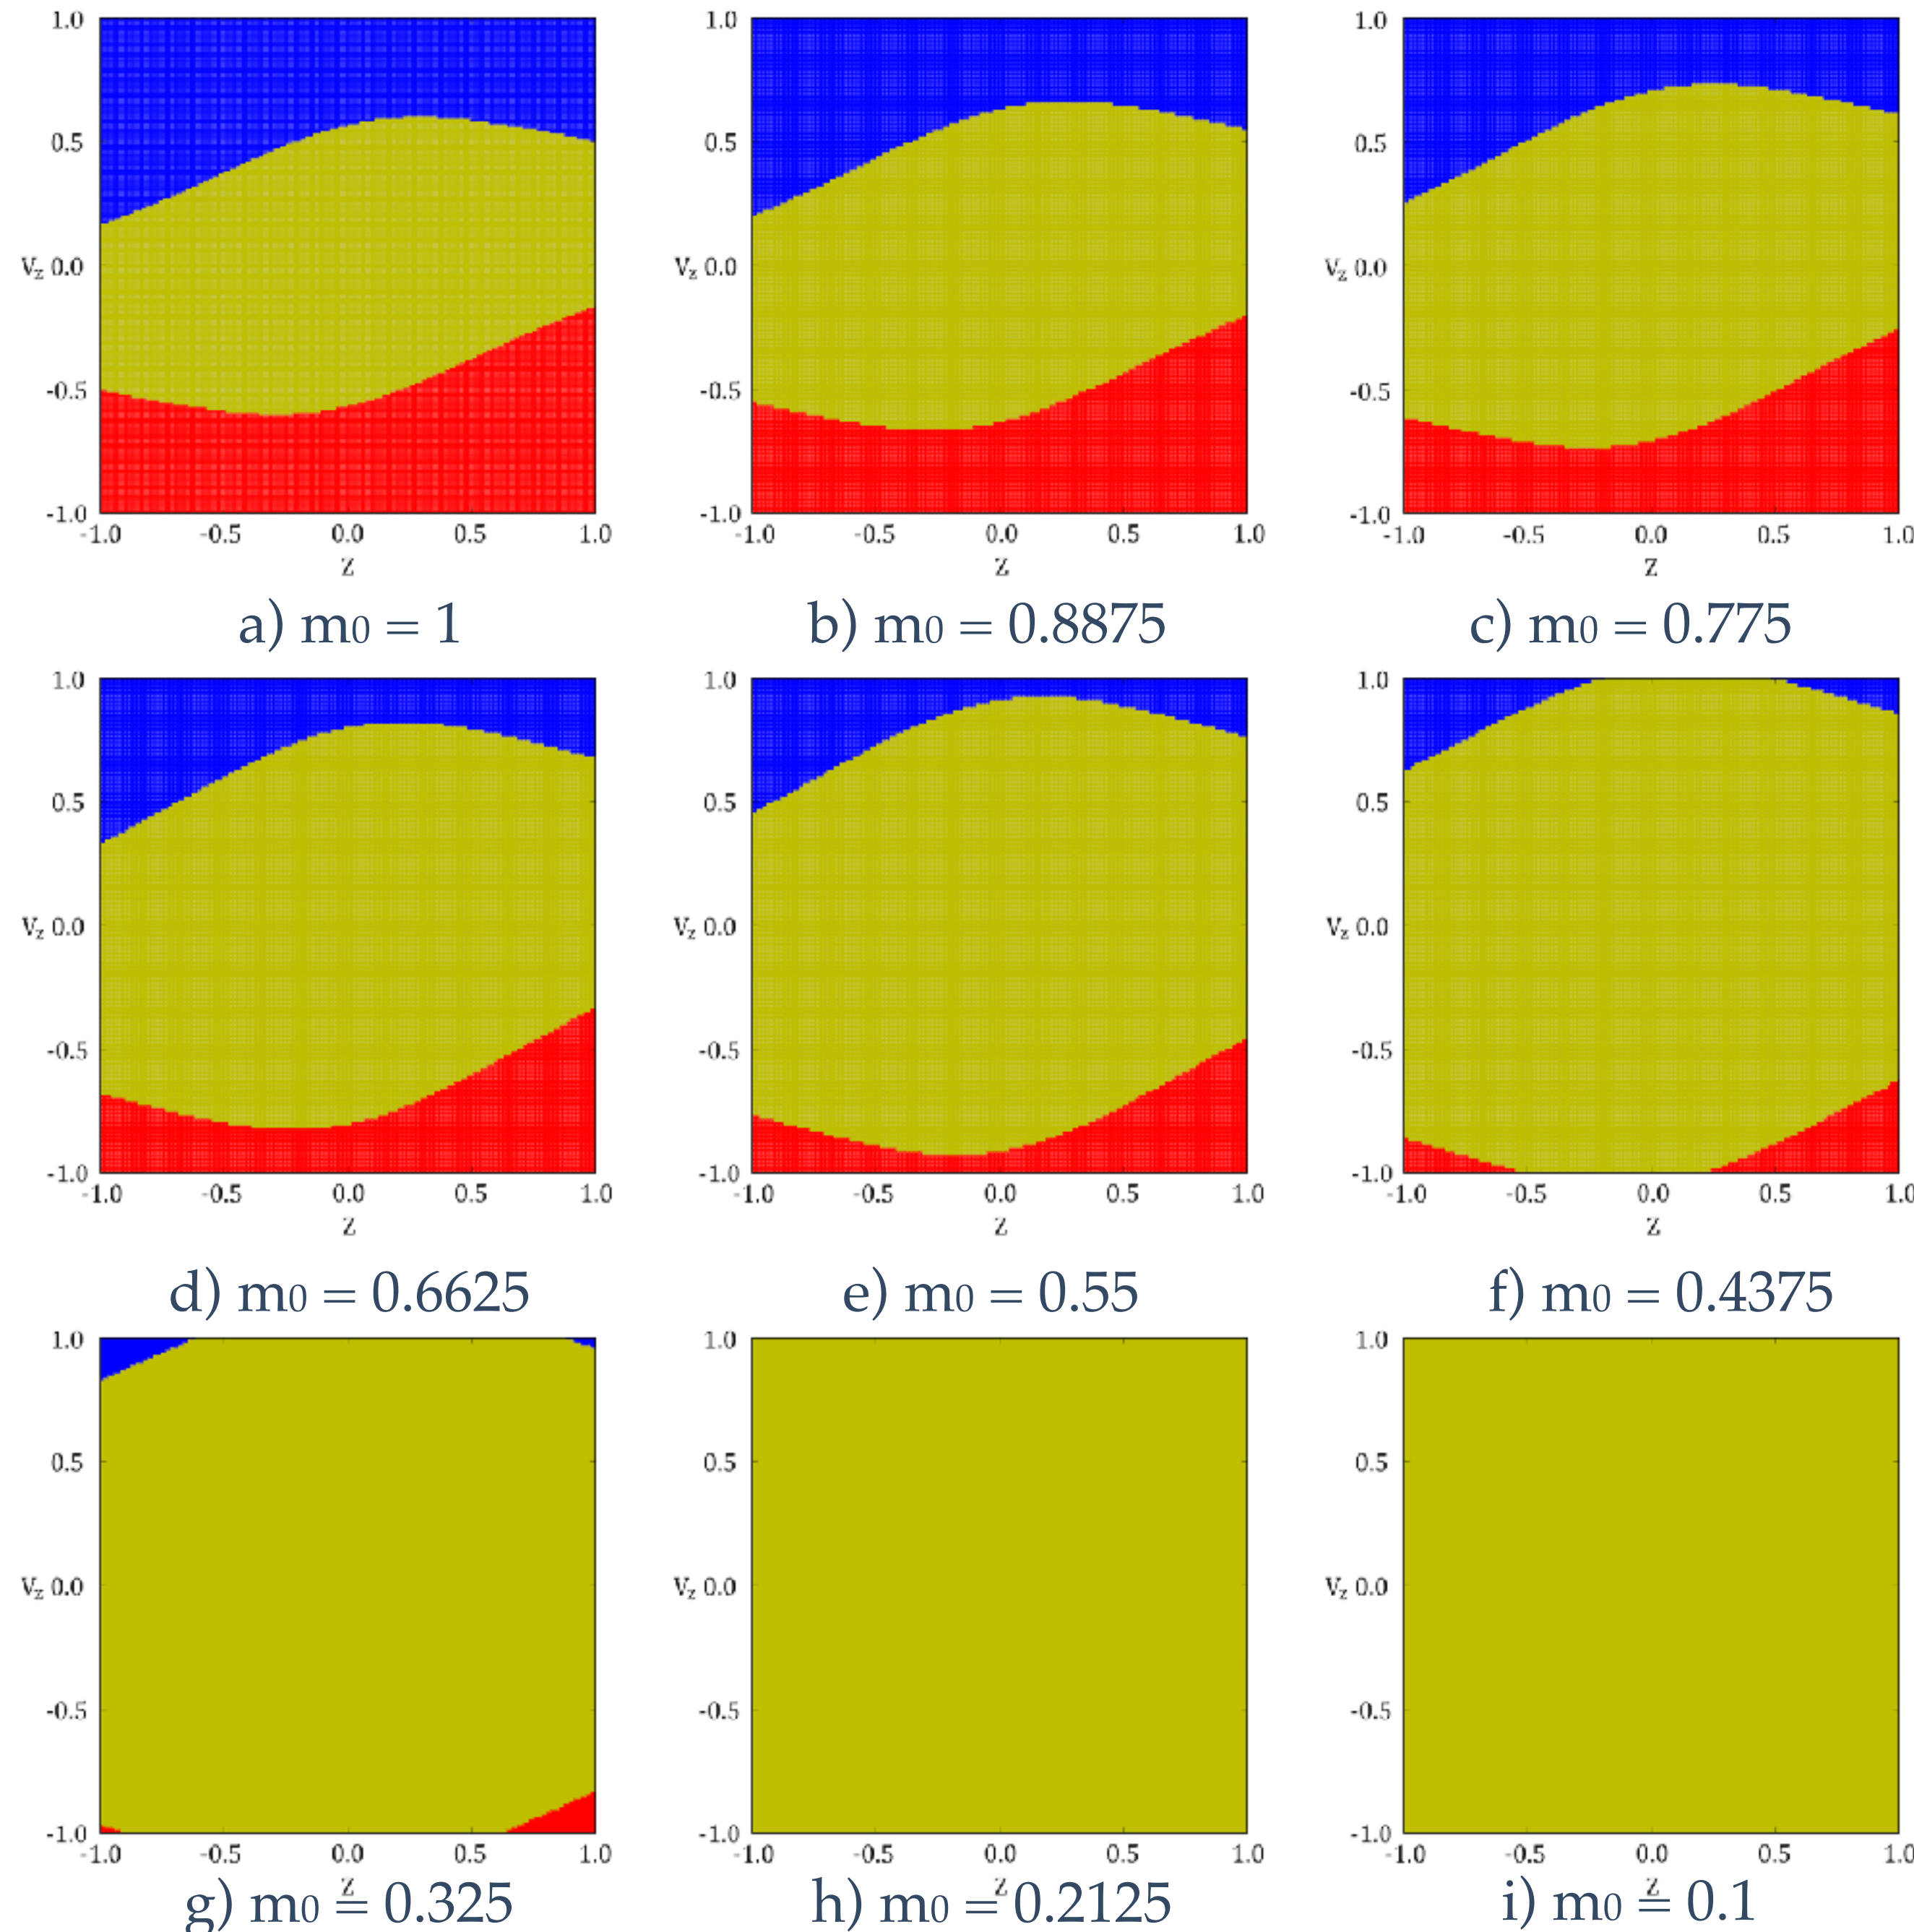 1.0 1.0 1.0
0.5 0.5 0.5
Vz 0.0 Vz 0.0 Vz 0.0
-0.5 -0.5 -0.5
-1.0 -1.0 -1.0
-1.0 -0.5 0.0 0.5 1.0 -1.0 -0.5 0.0 0.5 1.0 -1.0 -0.5 0.0 0.5 1.0
Z Z Z
a) m0 = 1 b) m0 = 0.8875 c) m0 = 0.775
1.0 1.0 1.0
0.5 0.5 0.5
Vz 0.0 Vz 0.0 Vz 0.0
-0.5 -0.5 -0.5
-1.0 -1.0 -1.0
-1.0 -0.5 0.0 0.5 1.0 -1.0 -0.5 0.0 0.5 1.0 -1.0 -0.5 0.0 0.5 1.0
Z Z Z
d) m0 = 0.6625 e) m0 = 0.55 f) m0 = 0.4375
1.0 1.0 1.0
0.5 0.5 0.5
Vz 0.0 Vz 0.0 Vz 0.0
-0.5 -0.5 -0.5
-1.0 -1.0 -1.0
-1.0 -0.5 0.0 0.5 1.0 -1.0 -0.5 0.0 0.5 1.0 -1.0 -0.5 0.0 0.5 1.0
Z Z Z
g) m0 = 0.325 h) m0 = 0.2125 i) m0 = 0.1